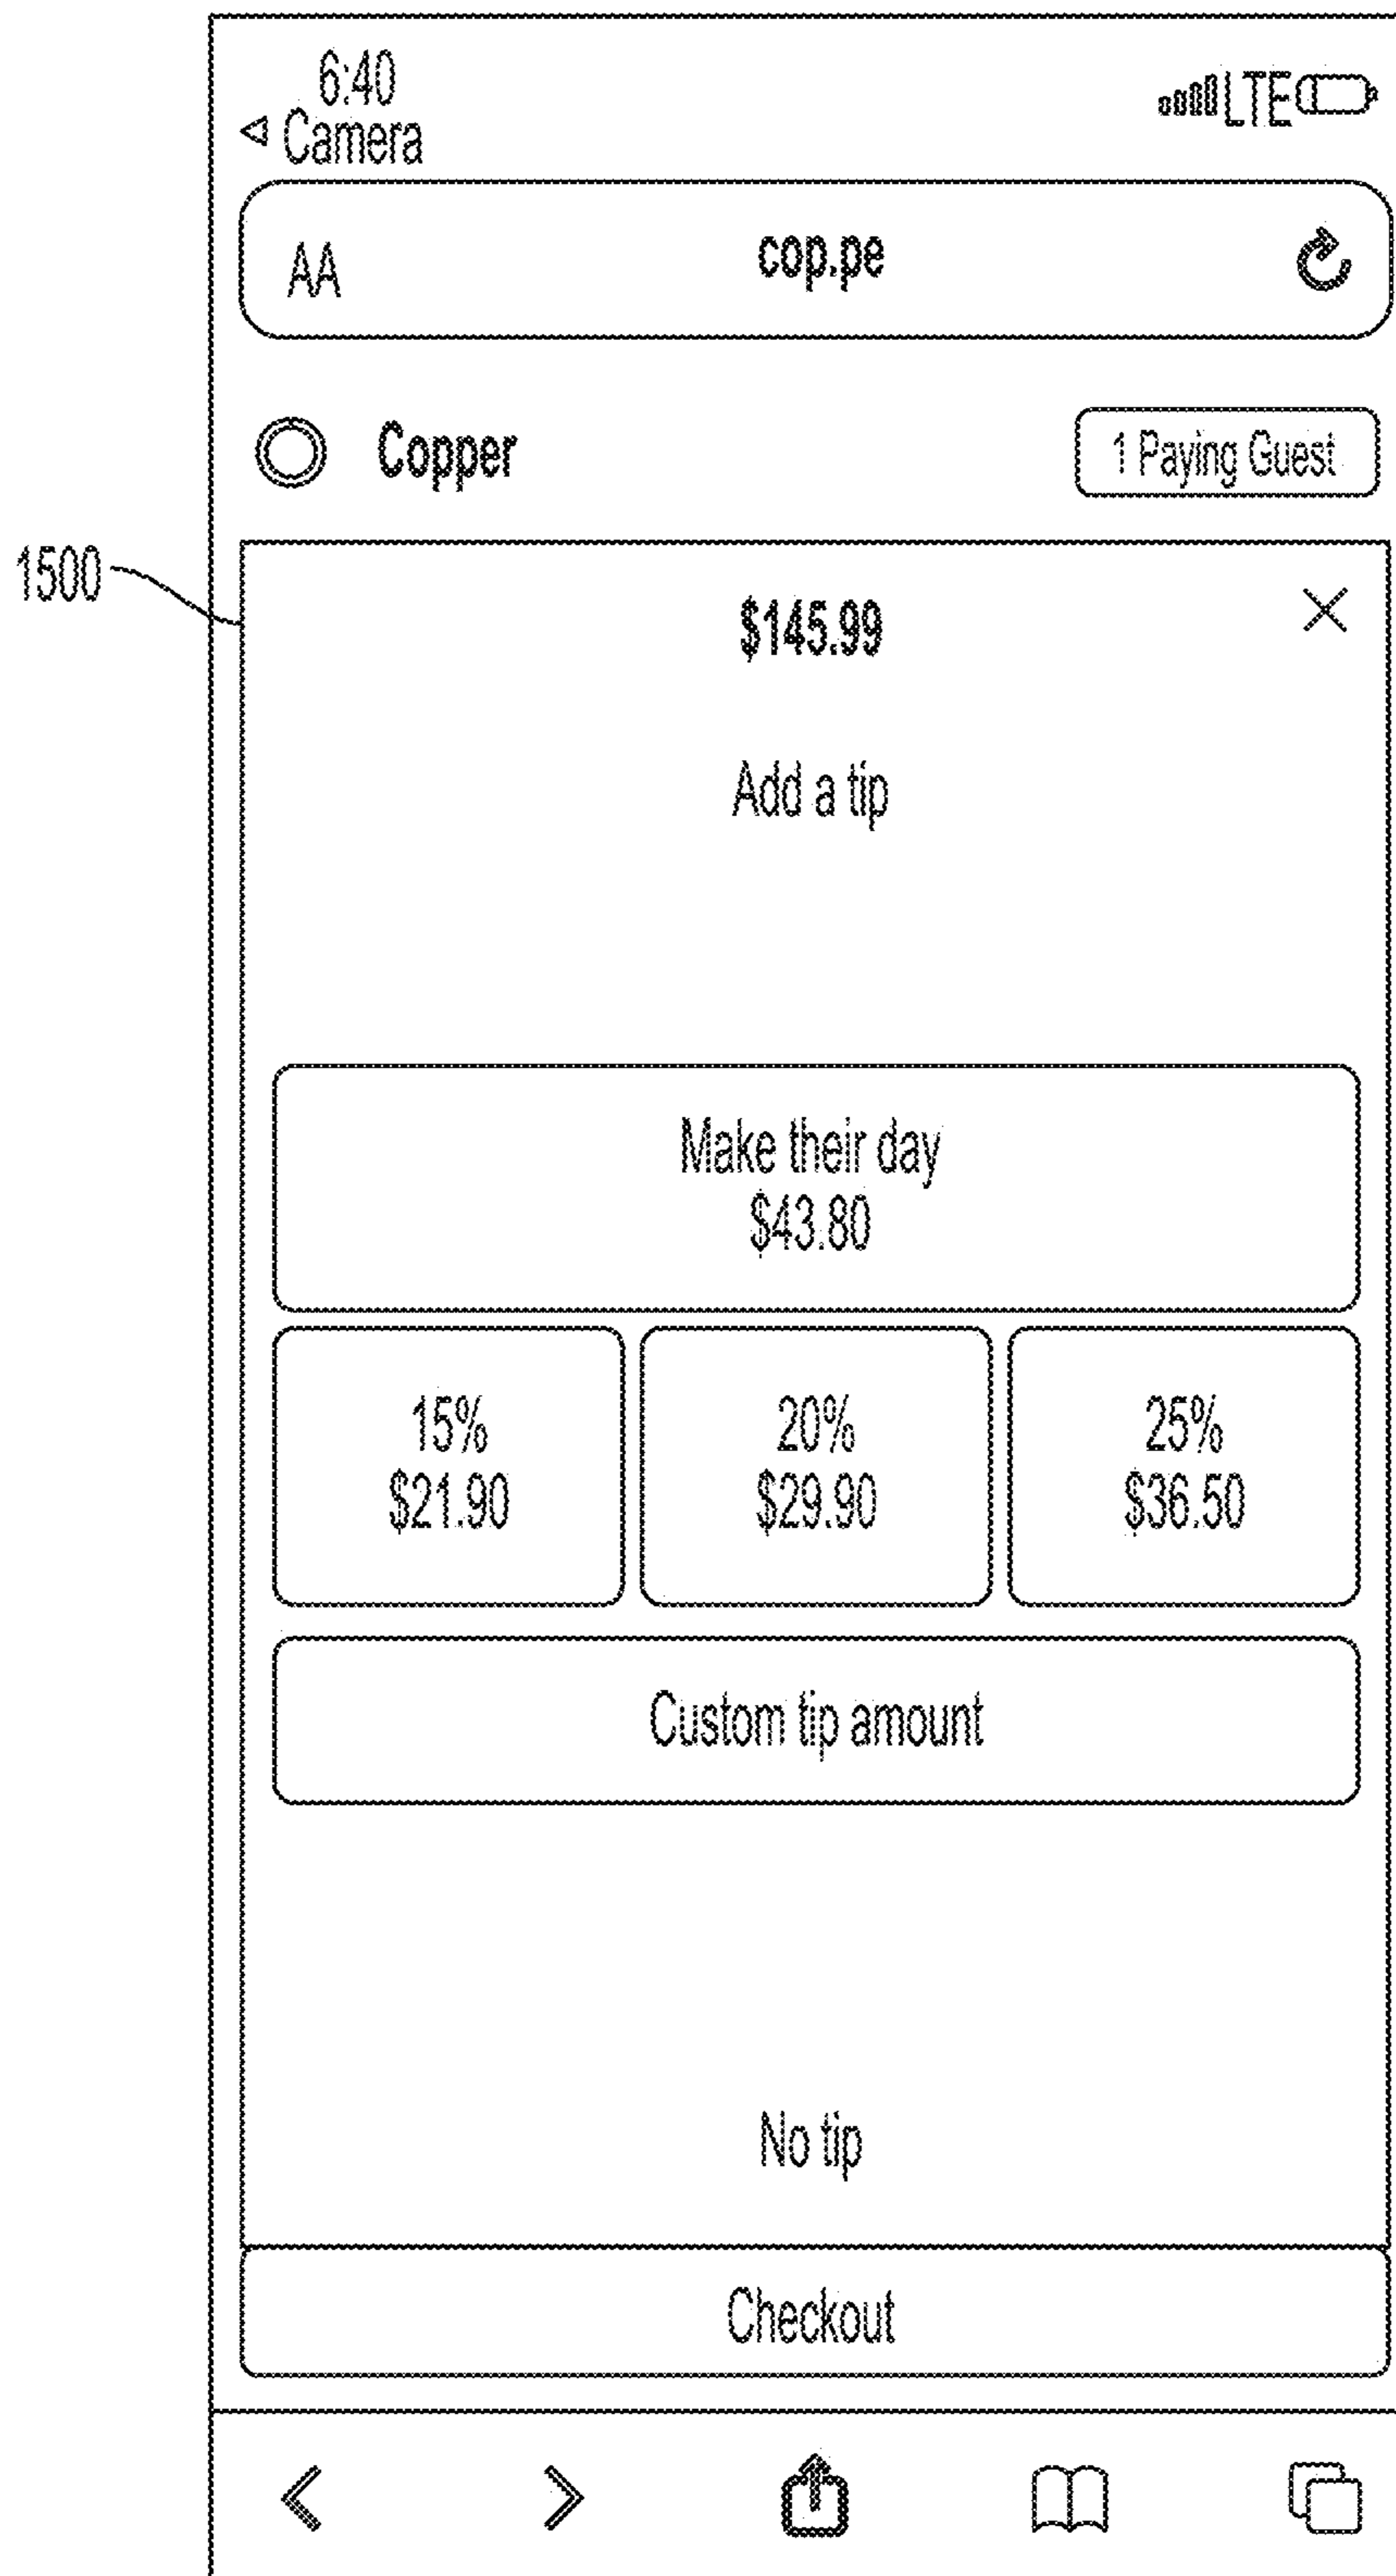 6:40
Camera
LTE
AA
cop.pe
Copper
1 Paying Guest
1500
$145.99
Add a tip
Make their day
$43.80
15%
$21.90
20%
$29.90
25%
$36.50
Custom tip amount
No tip
Checkout